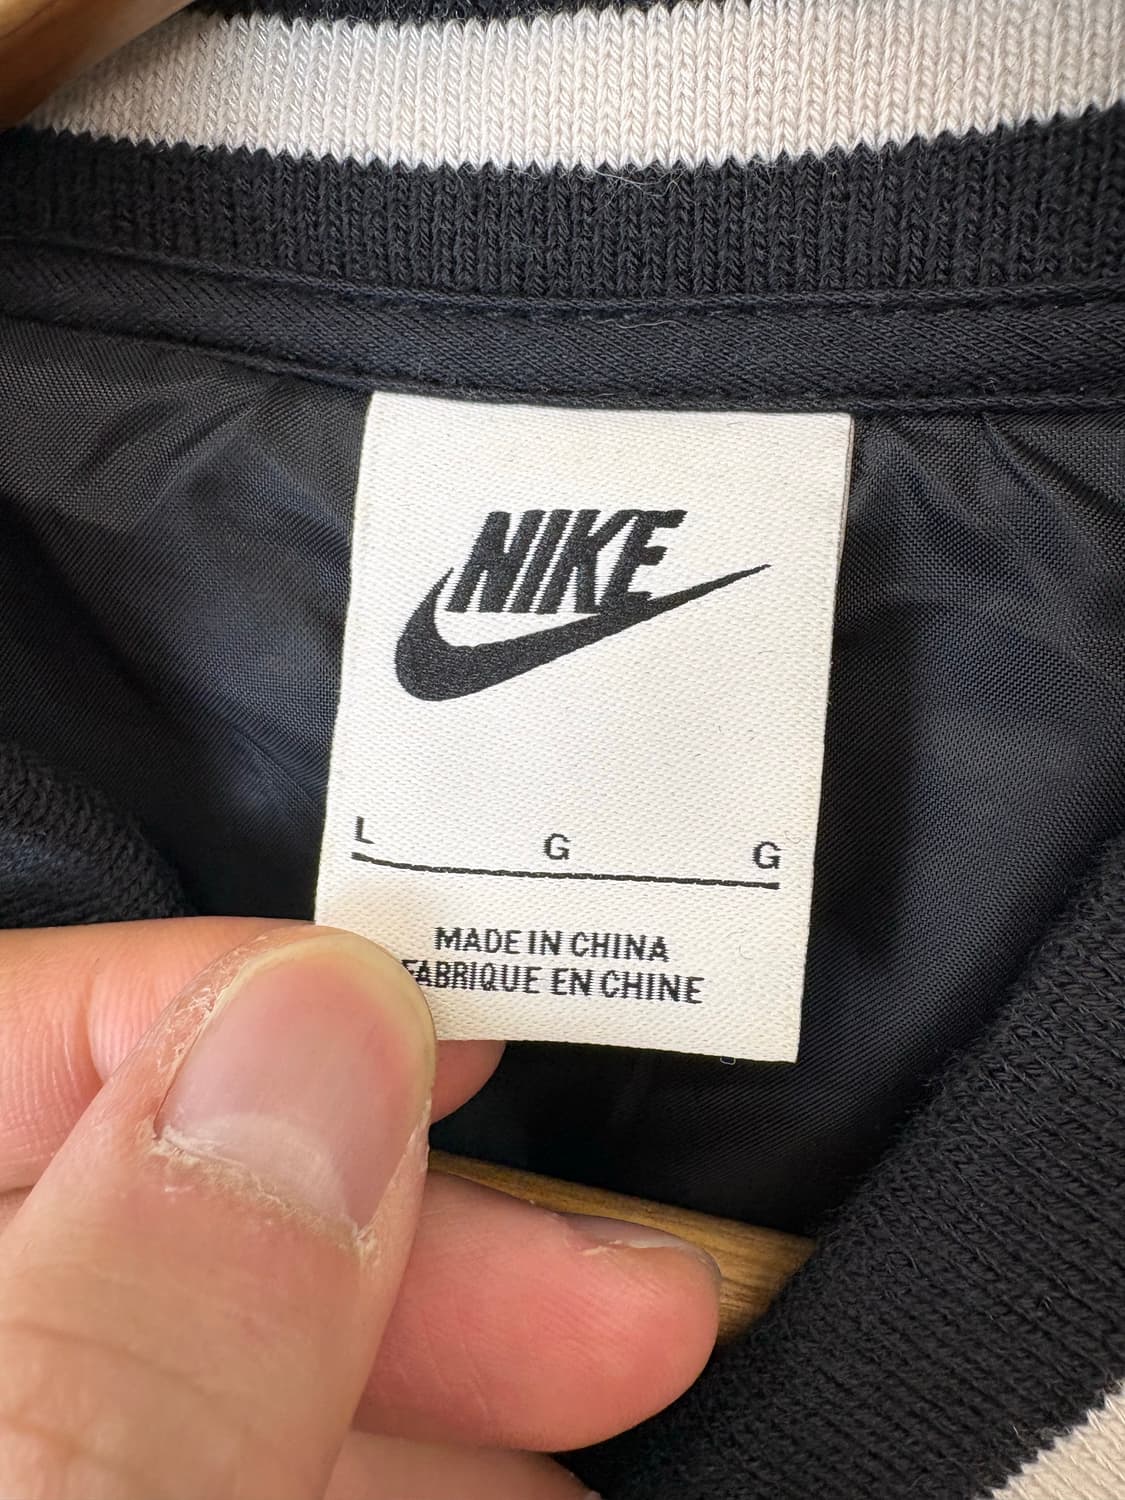 NIKE
L G G
MADE IN CHINA
FABRIQUE EN CHINE